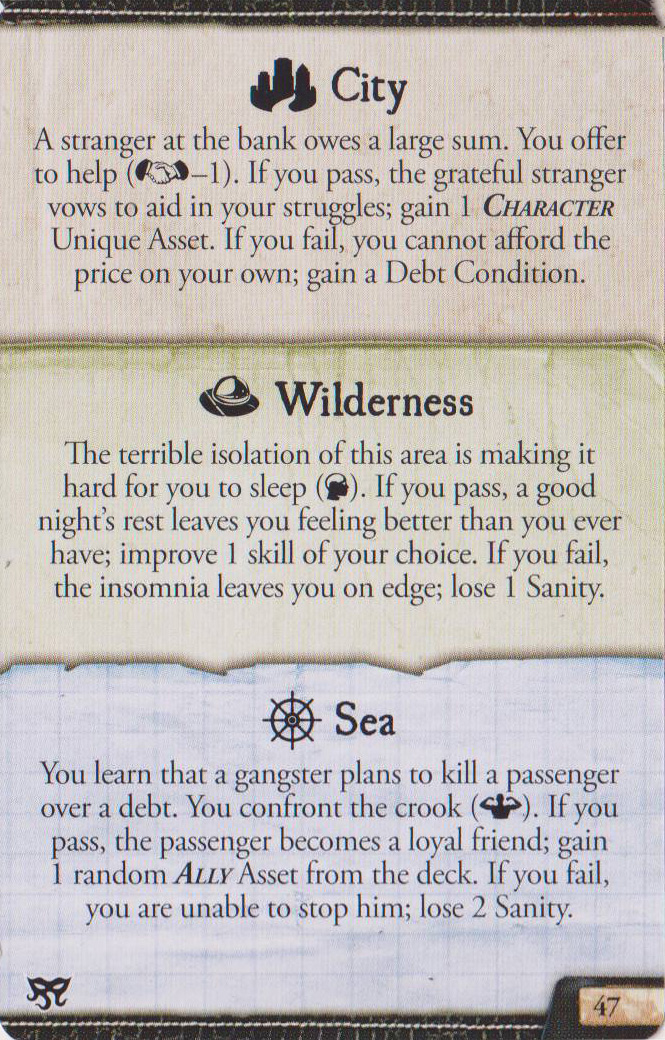 City
A stranger at the bank owes a large sum. You offer
to help (–1). If you pass, the grateful stranger
vows to aid in your struggles; gain 1 CHARACTER
Unique Asset. If you fail, you cannot afford the
price on your own; gain a Debt Condition.
Wilderness
The terrible isolation of this area is making it
hard for you to sleep (). If you pass, a good
night's rest leaves you feeling better than you ever
have; improve 1 skill of your choice. If you fail,
the insomnia leaves you on edge; lose 1 Sanity.
Sea
You learn that a gangster plans to kill a passenger
over a debt. You confront the crook (). If you
pass, the passenger becomes a loyal friend; gain
1 random ALLY Asset from the deck. If you fail,
you are unable to stop him; lose 2 Sanity.
47